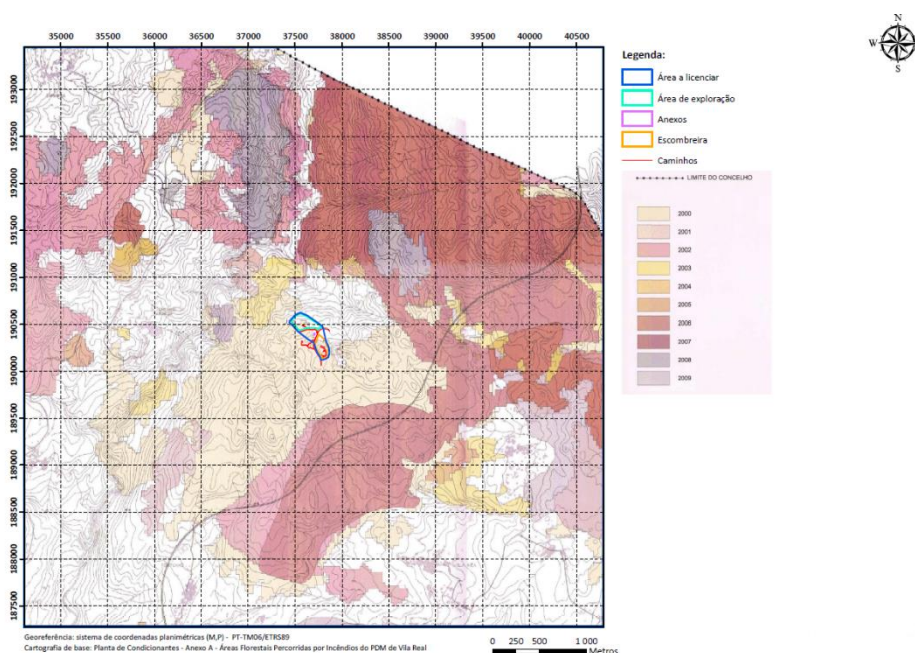 35000 35500 36000 36500 37000 37500 38000 38500 39000 39500 40000 40500
N
W E
S
193000
192500
192000
191500
191000
190500
190000
189500
189000
188500
188000
187500
Legenda:
Área a licenciar
Área de exploração
Anexos
Escombreira
Caminhos
LIMITE DO CONCELHO
2000
2001
2002
2003
2004
2005
2006
2007
2008
2009
Georeferência: sistema de coordenadas planimétricas (M,P) - PT-TM06/ETRS89
Cartografia de base: Planta de Condicionantes - Anexo A - Áreas Florestais Percorridas por Incêndios do PDM de Vila Real
0 250 500 1 000
Metros